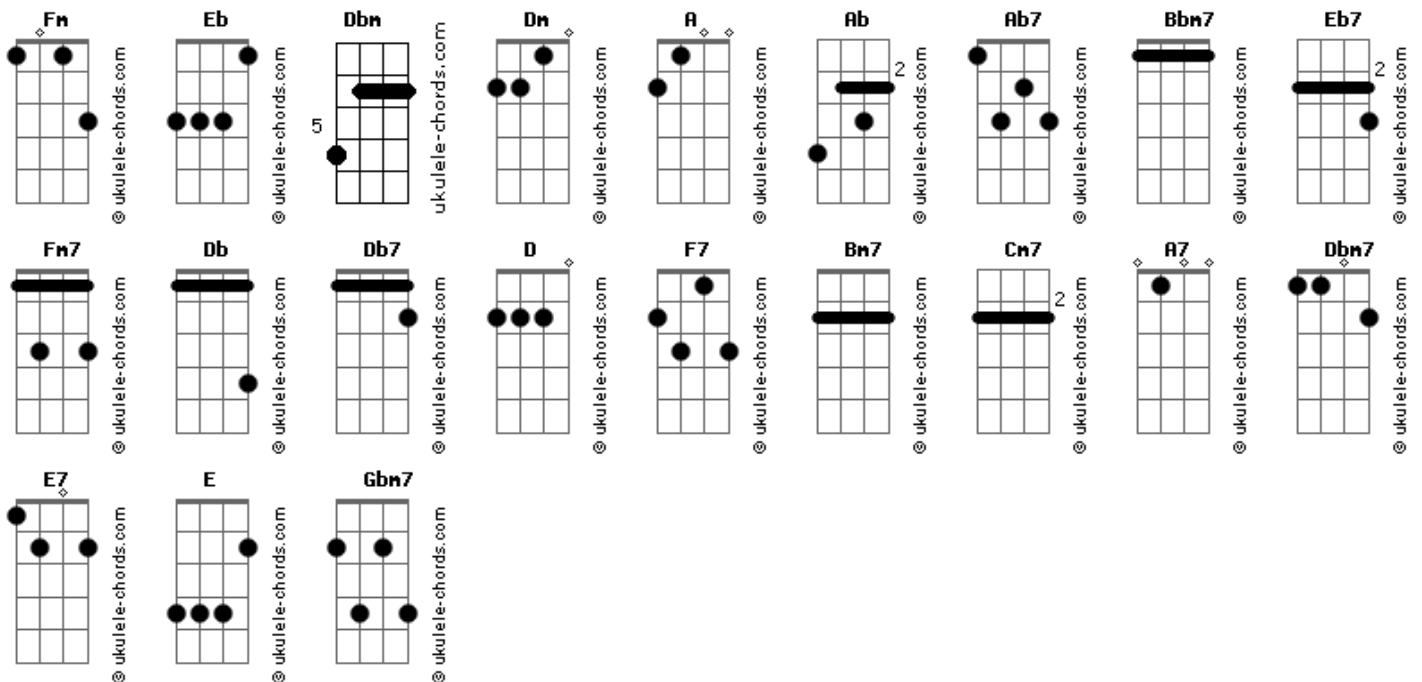 Fm Eb Dbm Dm A Ab Ab7 Bbm7 Eb7
2 2
5
© ukulele-chords.com © ukulele-chords.com ukulele-chords.com © ukulele-chords.com © ukulele-chords.com © ukulele-chords.com © ukulele-chords.com © ukulele-chords.com © ukulele-chords.com
Fm7 Db Db7 D F7 Bm7 Cm7 A7 Dbm7
2
© ukulele-chords.com © ukulele-chords.com © ukulele-chords.com © ukulele-chords.com © ukulele-chords.com © ukulele-chords.com © ukulele-chords.com © ukulele-chords.com © ukulele-chords.com
E7 E Gbm7
© ukulele-chords.com © ukulele-chords.com © ukulele-chords.com